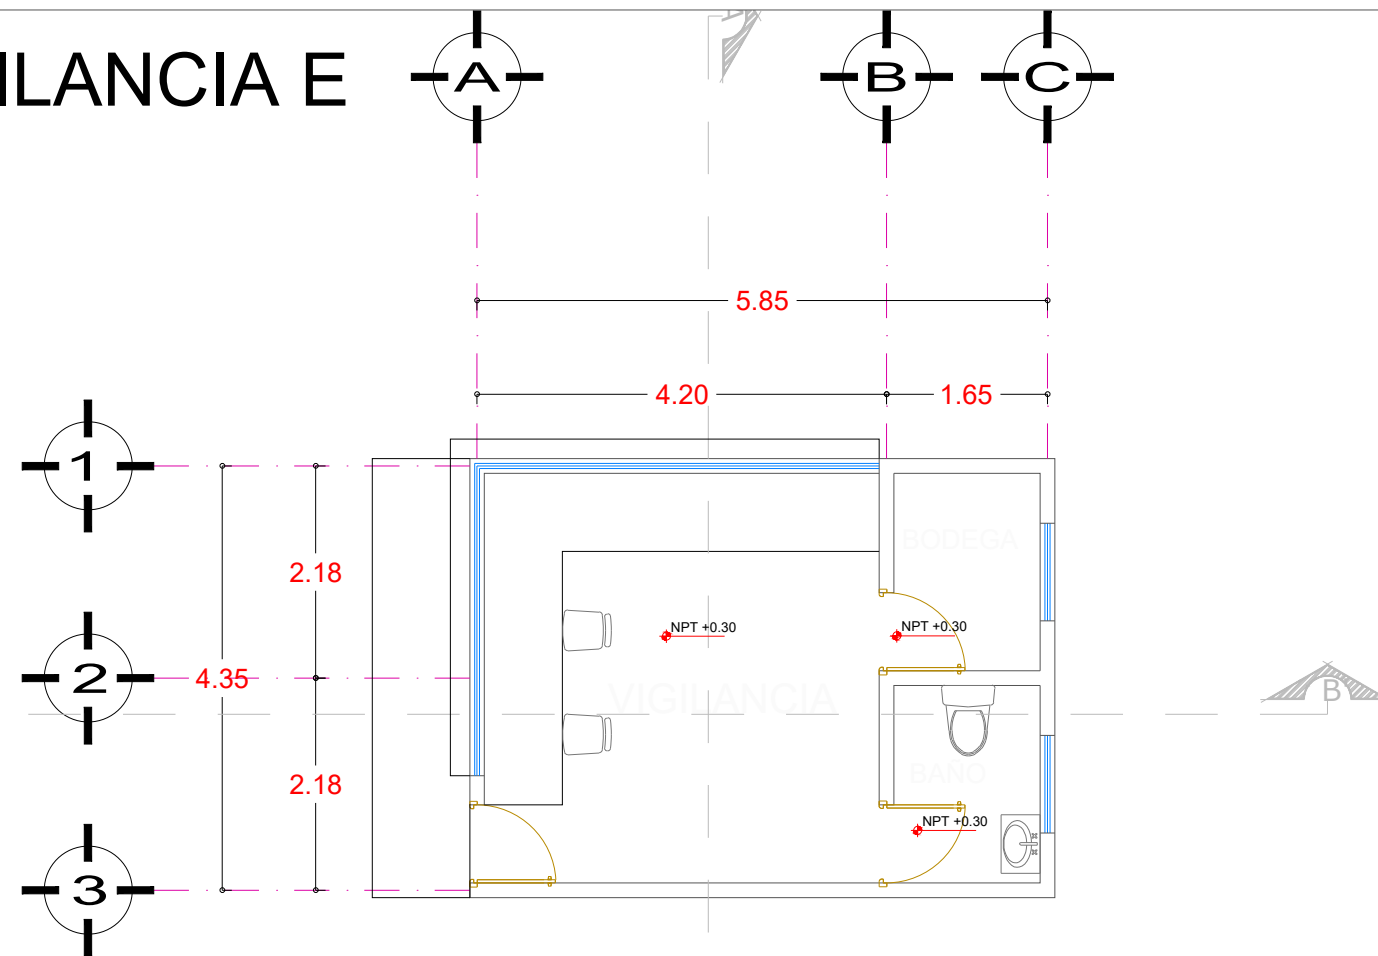 ILANCIA E
A
B
C
5.85
4.20
1.65
1
2.18
BODEGA
NPT +0.30
NPT +0.30
2
4.35
VIGILANCIA
B
2.18
BAÑO
NPT +0.30
3